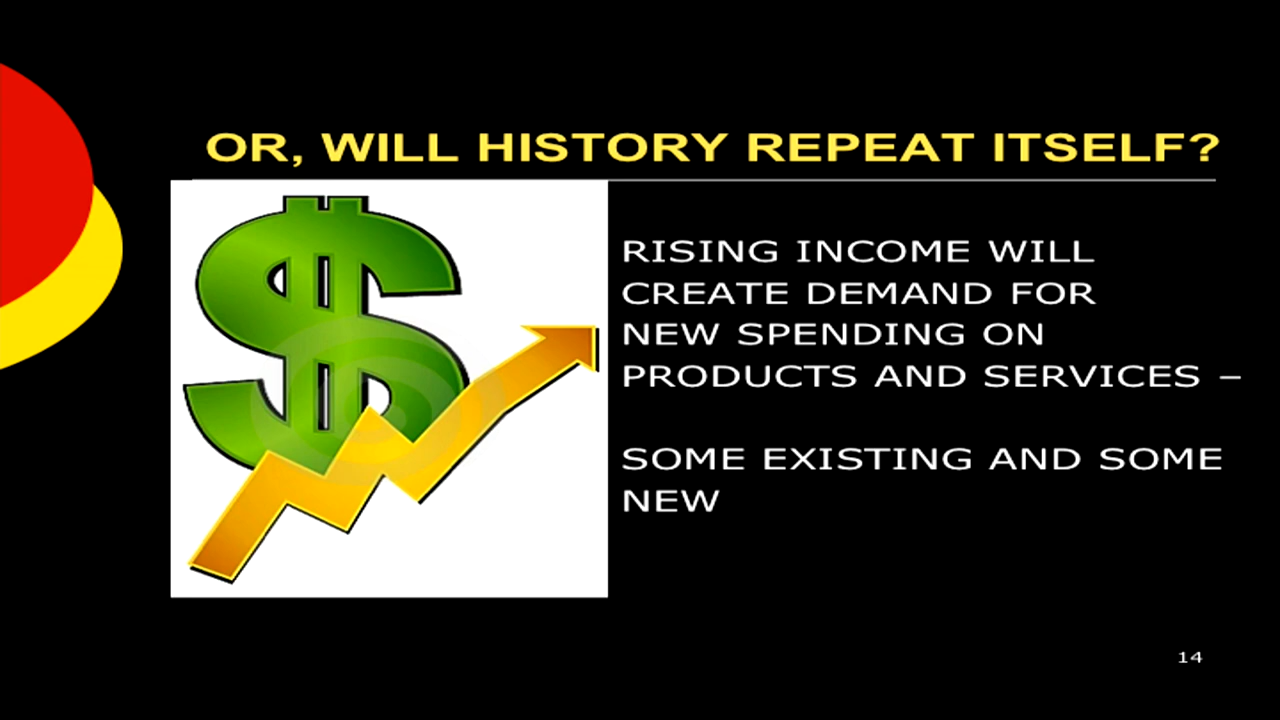 OR, WILL HISTORY REPEAT ITSELF?
RISING INCOME WILL
CREATE DEMAND FOR
NEW SPENDING ON
PRODUCTS AND SERVICES –
SOME EXISTING AND SOME
NEW
14